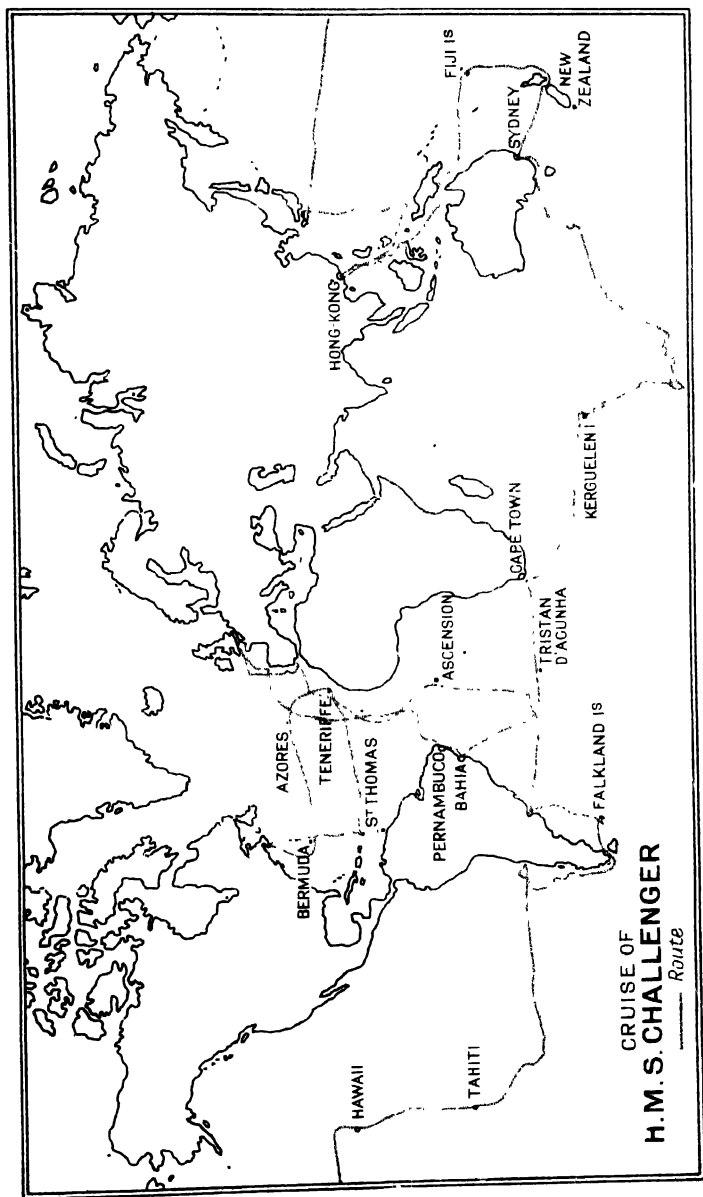 CRUISE OF
H.M.S. CHALLENGER
Route
HAWAII
TAHITI
BERMUDA
AZORES
TENERIFFE
ST THOMAS
PERNAMBUCO
BAHIA
FALKLAND IS
ASCENSION
TRISTAN
D'ACUNHA
CAPE TOWN
KERGUELEN I
HONG-KONG
SYDNEY
FIJI IS
NEW
ZEALAND